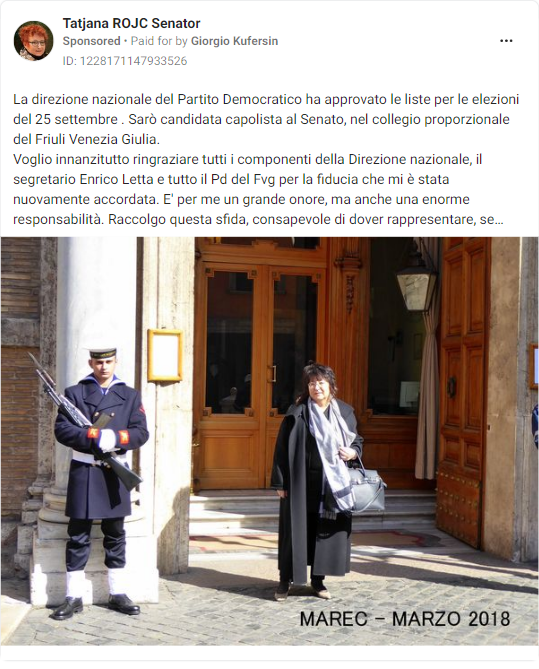 Tatjana ROJC Senator
Sponsored • Paid for by Giorgio Kufersin
ID: 1228171147933526
La direzione nazionale del Partito Democratico ha approvato le liste per le elezioni
del 25 settembre . Sarò candidata capolista al Senato, nel collegio proporzionale
del Friuli Venezia Giulia.
Voglio innanzitutto ringraziare tutti i componenti della Direzione nazionale, il
segretario Enrico Letta e tutto il Pd del Fvg per la fiducia che mi è stata
nuovamente accordata. E' per me un grande onore, ma anche una enorme
responsabilità. Raccolgo questa sfida, consapevole di dover rappresentare, se...
MAREC - MARZO 2018